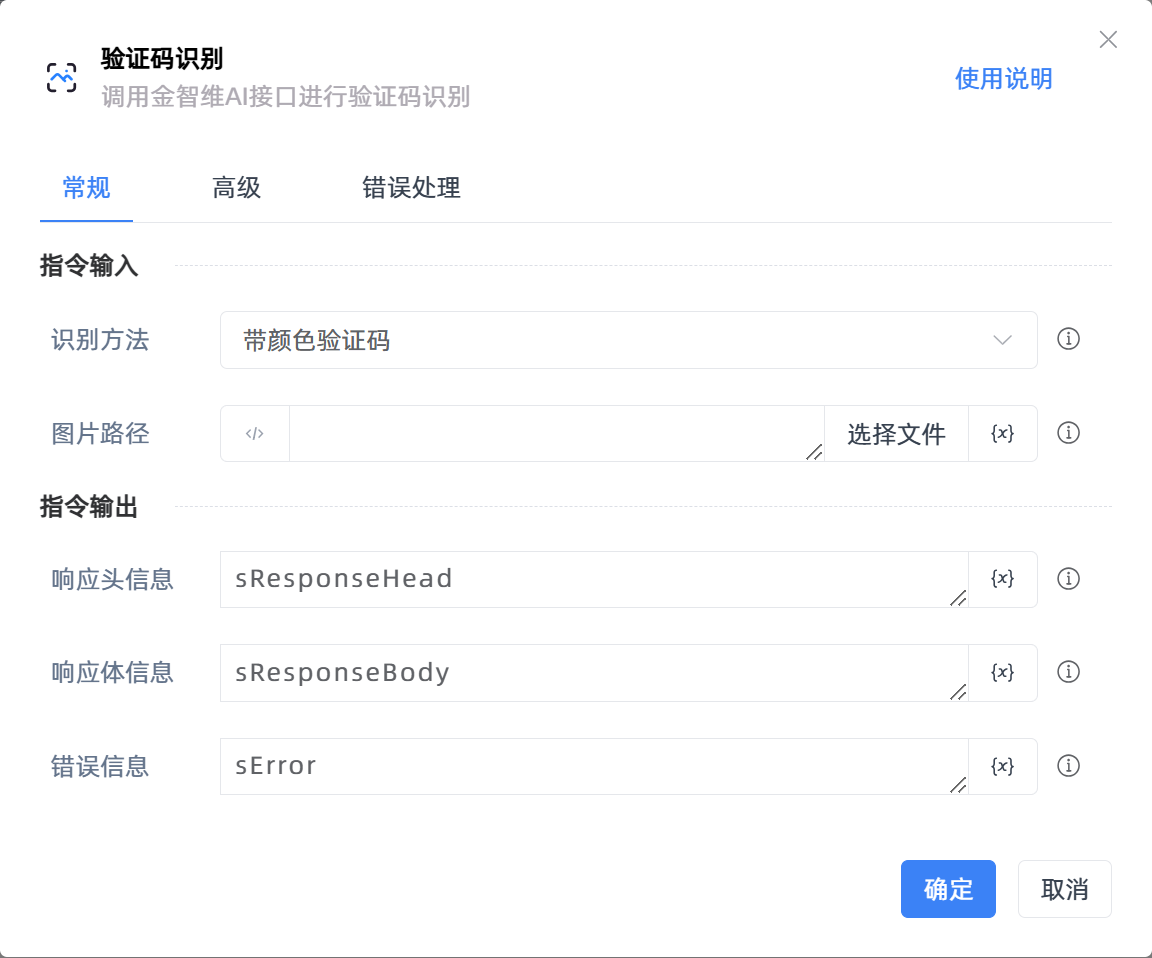 验证码识别
调用金智维AI接口进行验证码识别
使用说明
常规 高级 错误处理
指令输入
识别方法 带颜色验证码
图片路径 </> 选择文件 {x}
指令输出
响应头信息 sResponseHead {x}
响应体信息 sResponseBody {x}
错误信息 sError {x}
确定 取消